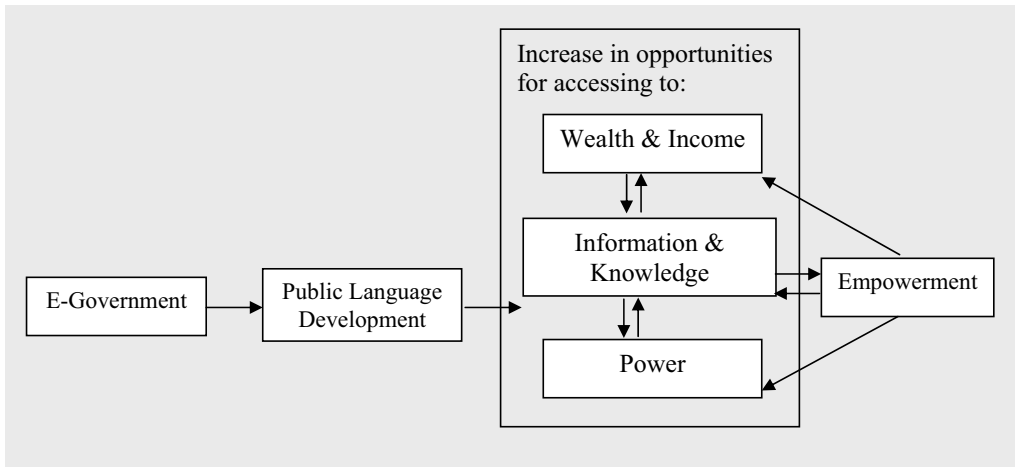 Increase in opportunities
for accessing to:
Wealth & Income
Information &
Knowledge
Power
E-Government
Public Language
Development
Empowerment